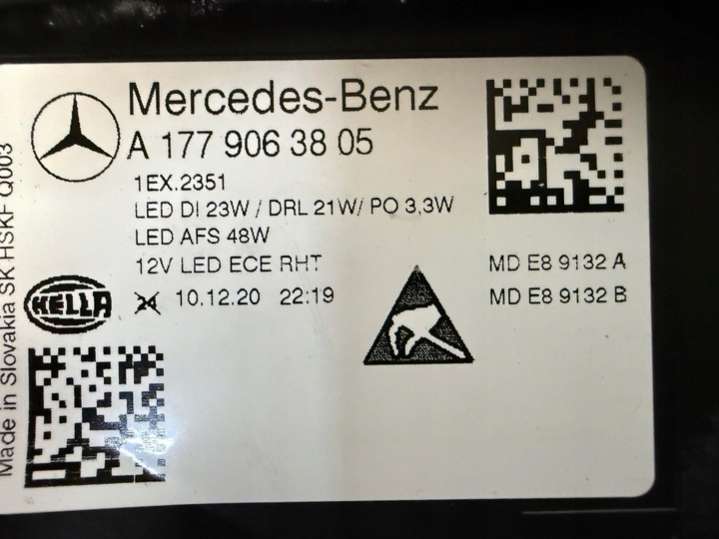 Mercedes-Benz
A 177 906 38 05
1EX.2351
LED DI 23W / DRL 21W/ PO 3,3W
LED AFS 48W
12V LED ECE RHT
MD E8 9132 A
HELLA
24 10.12.20 22:19
MD E8 9132 B
Made in Slovakia SK HSKF Q003